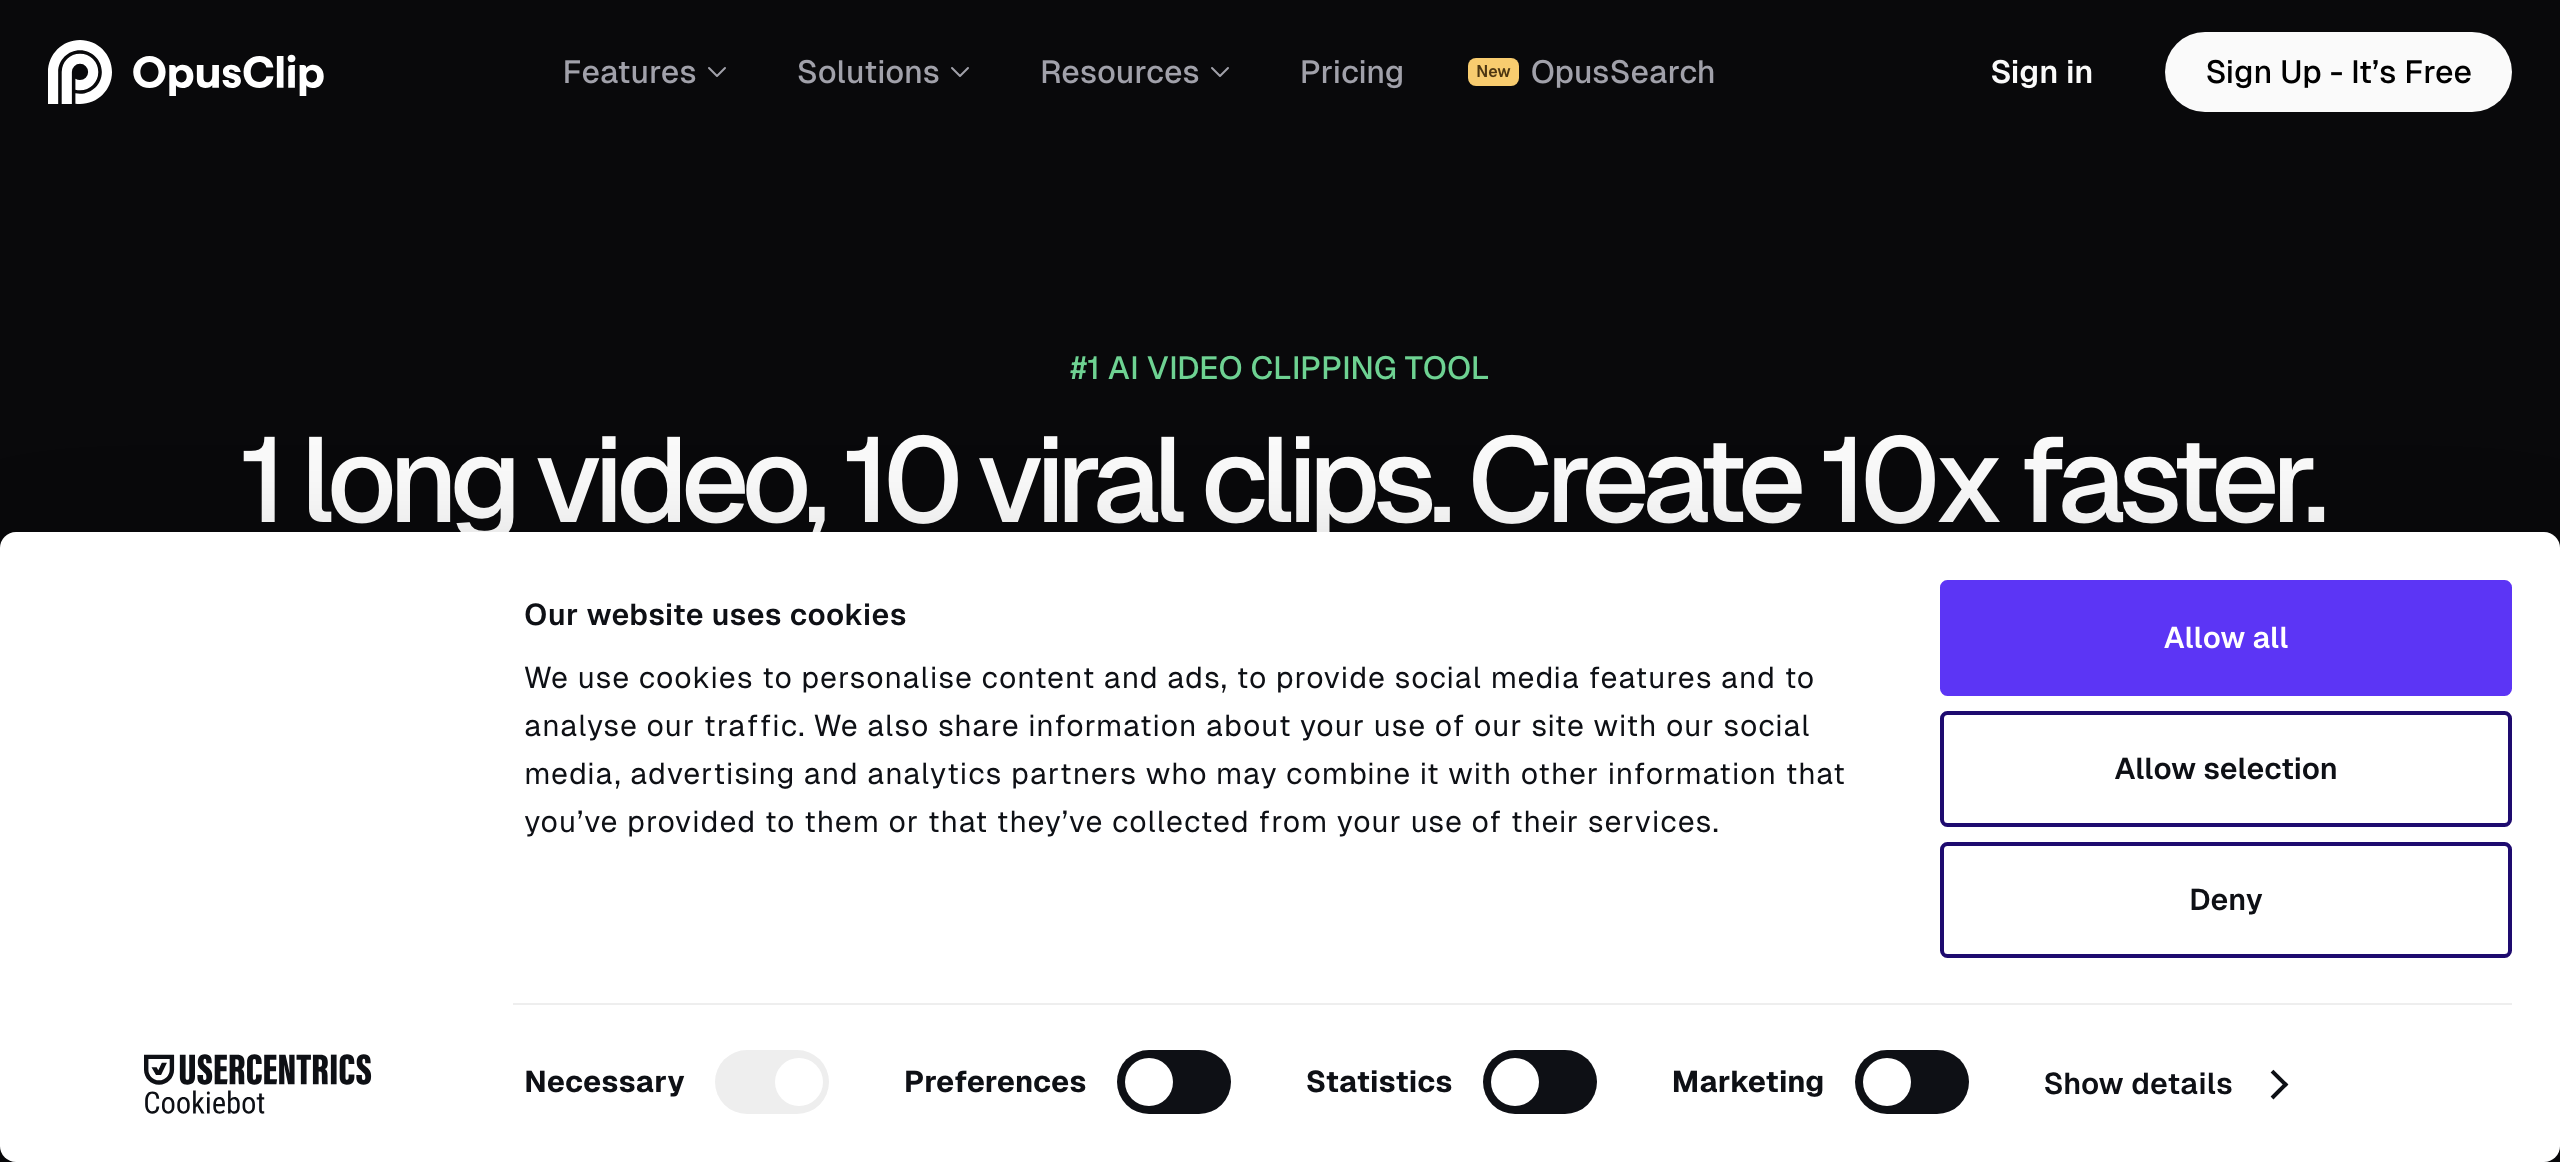 OpusClip
Features
Solutions
Resources
Pricing
New OpusSearch
Sign in
Sign Up - It’s Free
#1 AI VIDEO CLIPPING TOOL
1 long video, 10 viral clips. Create 10x faster.
Our website uses cookies
We use cookies to personalise content and ads, to provide social media features and to
analyse our traffic. We also share information about your use of our site with our social
media, advertising and analytics partners who may combine it with other information that
you’ve provided to them or that they’ve collected from your use of their services.
Allow all
Allow selection
Deny
USERCENTRICS
Cookiebot
Necessary
Preferences
Statistics
Marketing
Show details